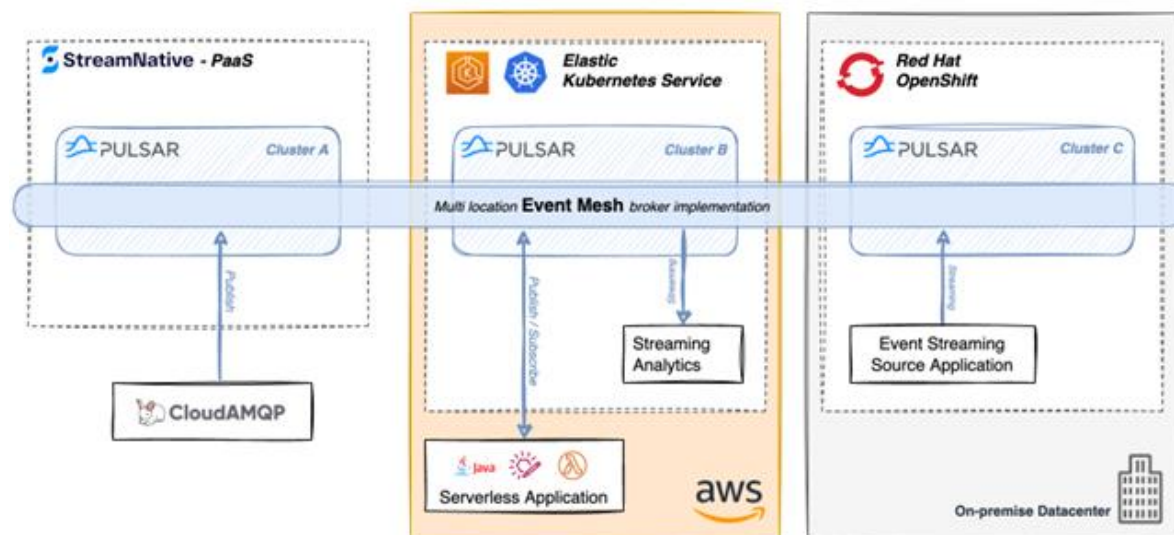 StreamNative - PaaS
PULSAR
Cluster A
Publish
CloudAMQP
Elastic
Kubernetes Service
PULSAR
Cluster B
Multi location Event Mesh broker implementation
Publish / Subscribe
Streaming
Streaming
Analytics
Java
Serverless Application
aws
Red Hat
OpenShift
PULSAR
Cluster C
Streaming
Event Streaming
Source Application
On-premise Datacenter